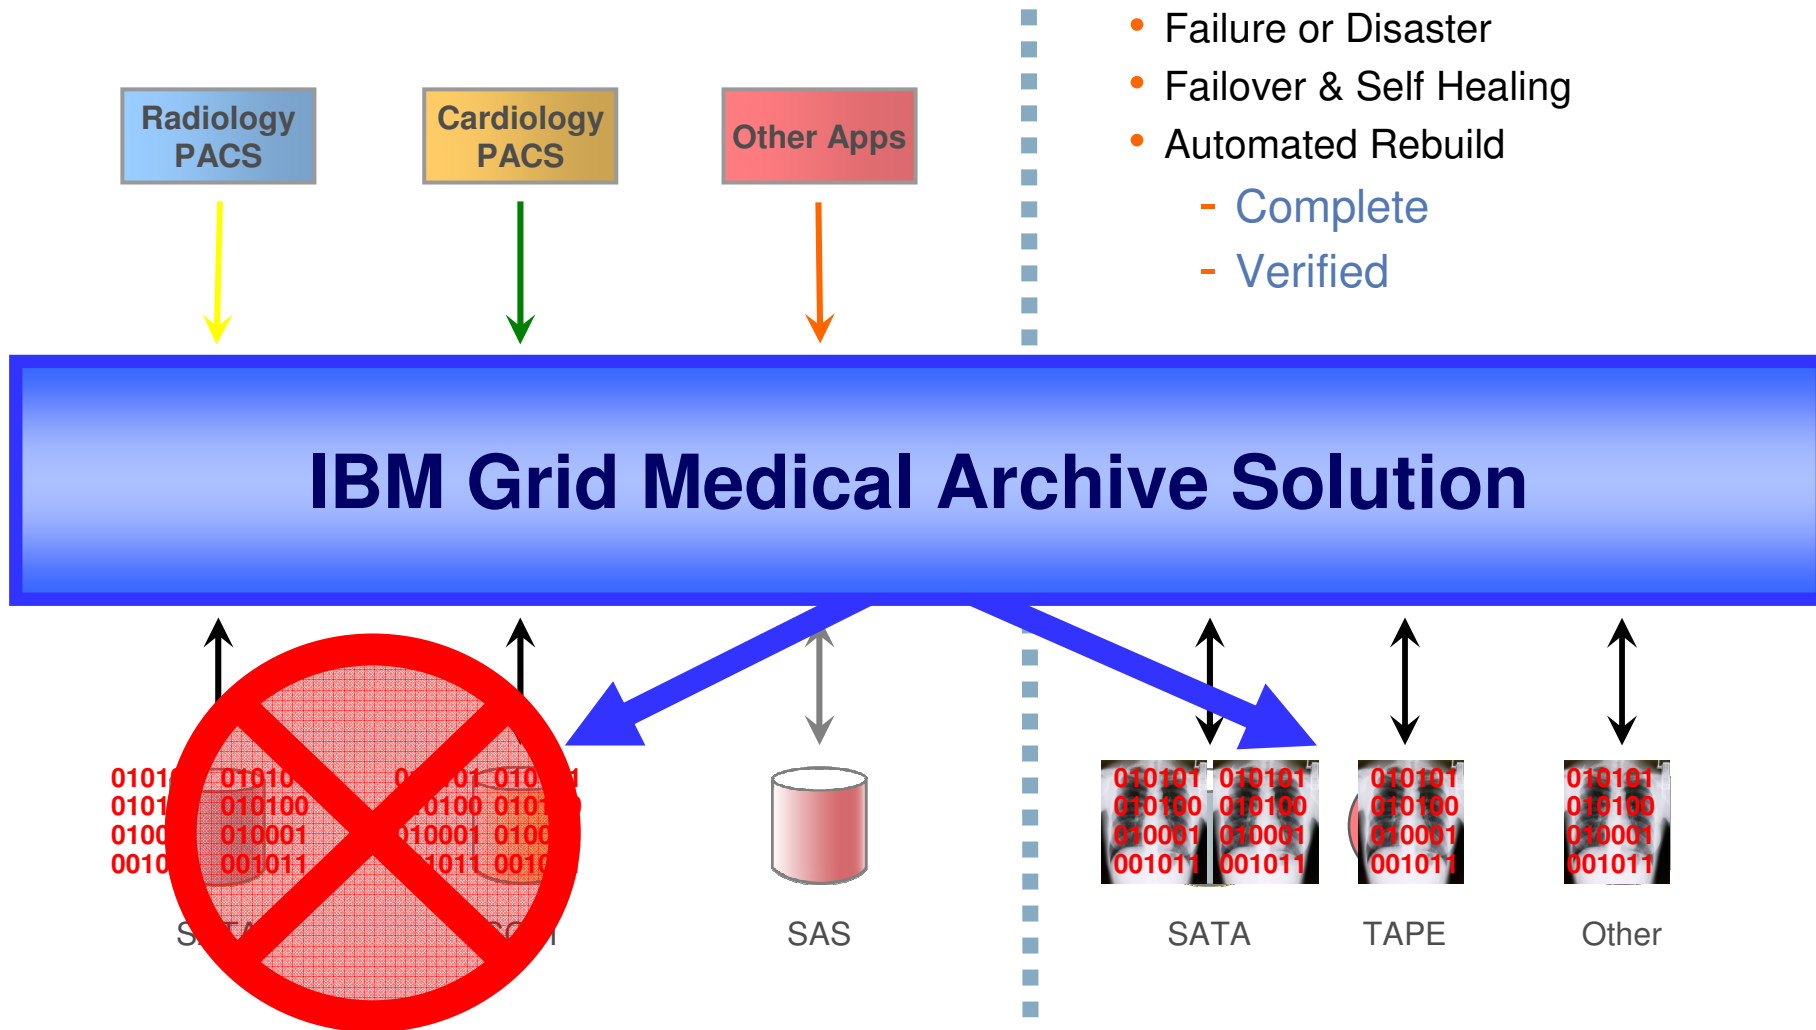 • Failure or Disaster
• Failover & Self Healing
• Automated Rebuild
- Complete
- Verified
Radiology
PACS
Cardiology
PACS
Other Apps
IBM Grid Medical Archive Solution
010101 010101
010100 010100
010001 010001
001011 001011
010101
010100
010001
001011
010101
010100
010001
001011
SAS
SATA
TAPE
Other